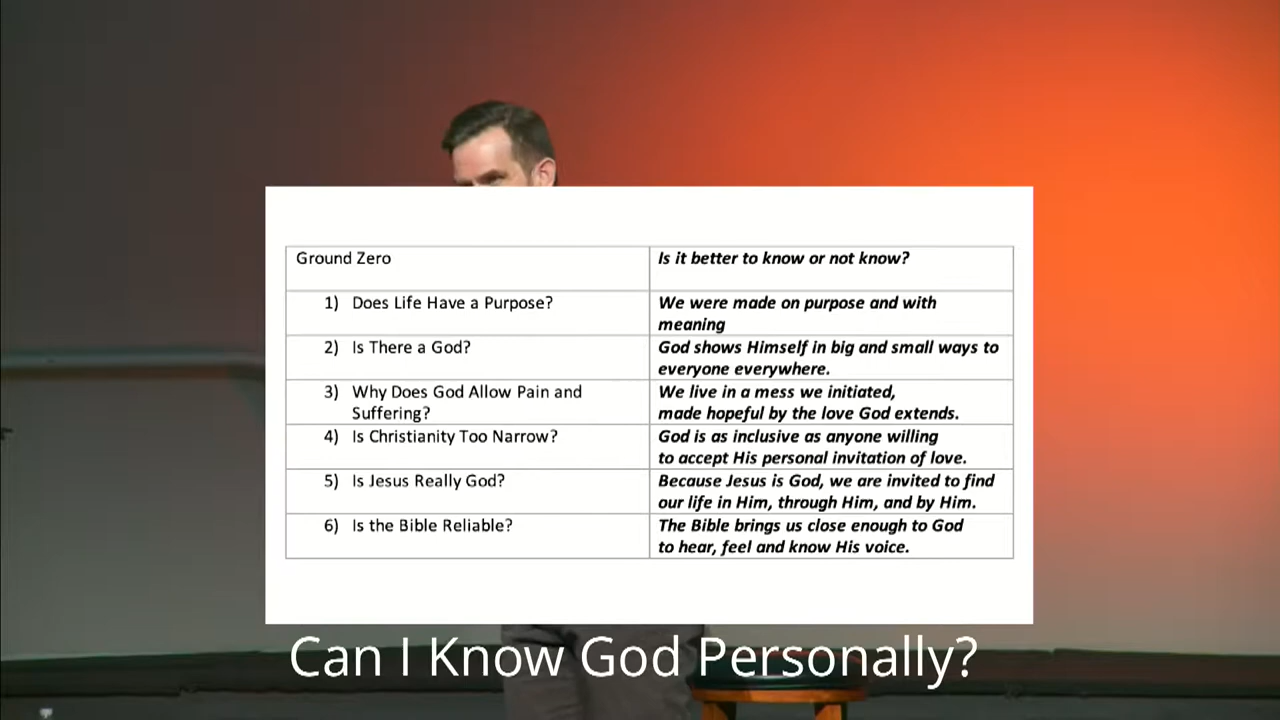 Ground Zero
Is it better to know or not know?
1) Does Life Have a Purpose?
We were made on purpose and with
meaning
2) Is There a God?
God shows Himself in big and small ways to
everyone everywhere.
3) Why Does God Allow Pain and
Suffering?
We live in a mess we initiated,
made hopeful by the love God extends.
4) Is Christianity Too Narrow?
God is as inclusive as anyone willing
to accept His personal invitation of love.
5) Is Jesus Really God?
Because Jesus is God, we are invited to find
our life in Him, through Him, and by Him.
6) Is the Bible Reliable?
The Bible brings us close enough to God
to hear, feel and know His voice.
Can I Know God Personally?